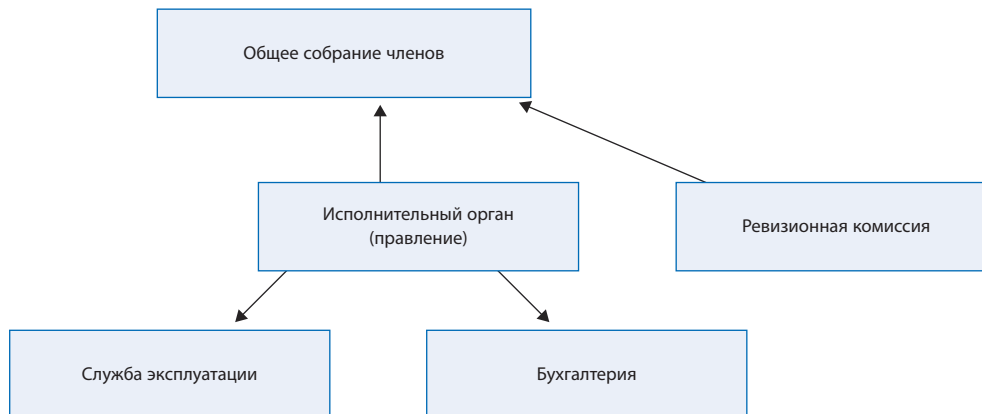 Общее собрание членов
Исполнительный орган
(правление)
Ревизионная комиссия
Служба эксплуатации
Бухгалтерия